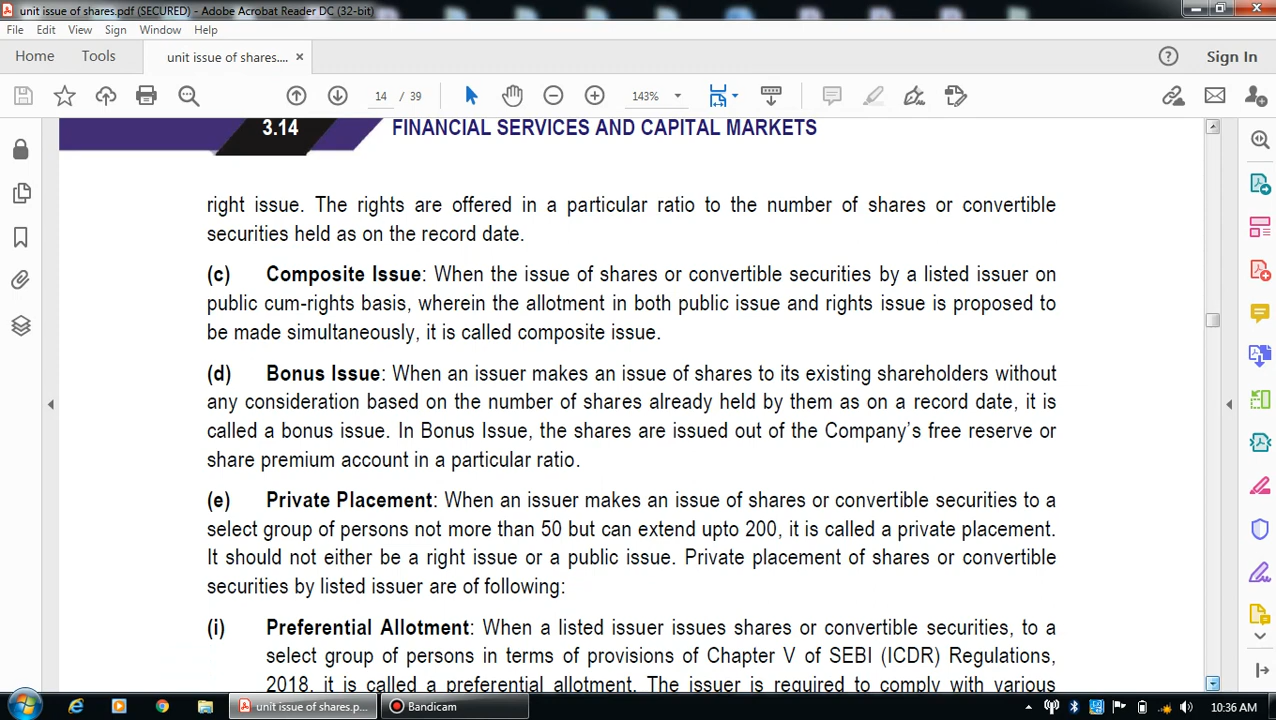 unit issue of shares.pdf (SECURED) - Adobe Acrobat Reader DC (32-bit)
File Edit View Sign Window Help
Home Tools unit issue of shares.... × Sign In
14 / 39 143%
3.14 FINANCIAL SERVICES AND CAPITAL MARKETS
right issue. The rights are offered in a particular ratio to the number of shares or convertible
securities held as on the record date.
(c) Composite Issue: When the issue of shares or convertible securities by a listed issuer on
public cum-rights basis, wherein the allotment in both public issue and rights issue is proposed to
be made simultaneously, it is called composite issue.
(d) Bonus Issue: When an issuer makes an issue of shares to its existing shareholders without
any consideration based on the number of shares already held by them as on a record date, it is
called a bonus issue. In Bonus Issue, the shares are issued out of the Company's free reserve or
share premium account in a particular ratio.
(e) Private Placement: When an issuer makes an issue of shares or convertible securities to a
select group of persons not more than 50 but can extend upto 200, it is called a private placement.
It should not either be a right issue or a public issue. Private placement of shares or convertible
securities by listed issuer are of following:
(i) Preferential Allotment: When a listed issuer issues shares or convertible securities, to a
select group of persons in terms of provisions of Chapter V of SEBI (ICDR) Regulations,
2018, it is called a preferential allotment. The issuer is required to comply with various
unit issue of shares.p... Bandicam 10:36 AM